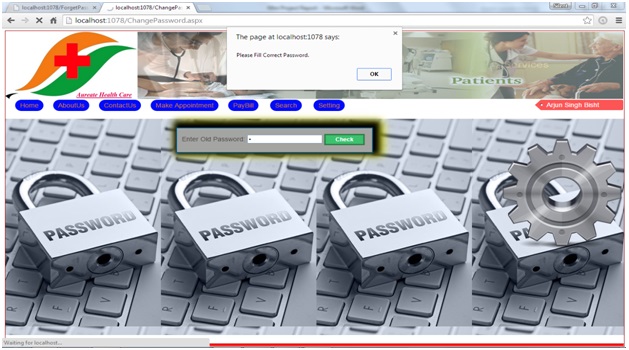 localhost:1078/ForgetPas
localhost:1078/ChangePa
localhost:1078/ChangePassword.aspx
The page at localhost:1078 says:
Please Fill Correct Password.
OK
Aureate Health Care
Patients
Home AboutUs ContactUs Make Appointment PayBill Search Setting
Arjun Singh Bisht
Enter Old Password: Check
PASSWORD PASSWORD PASSWORD PASSWORD
Waiting for localhost...